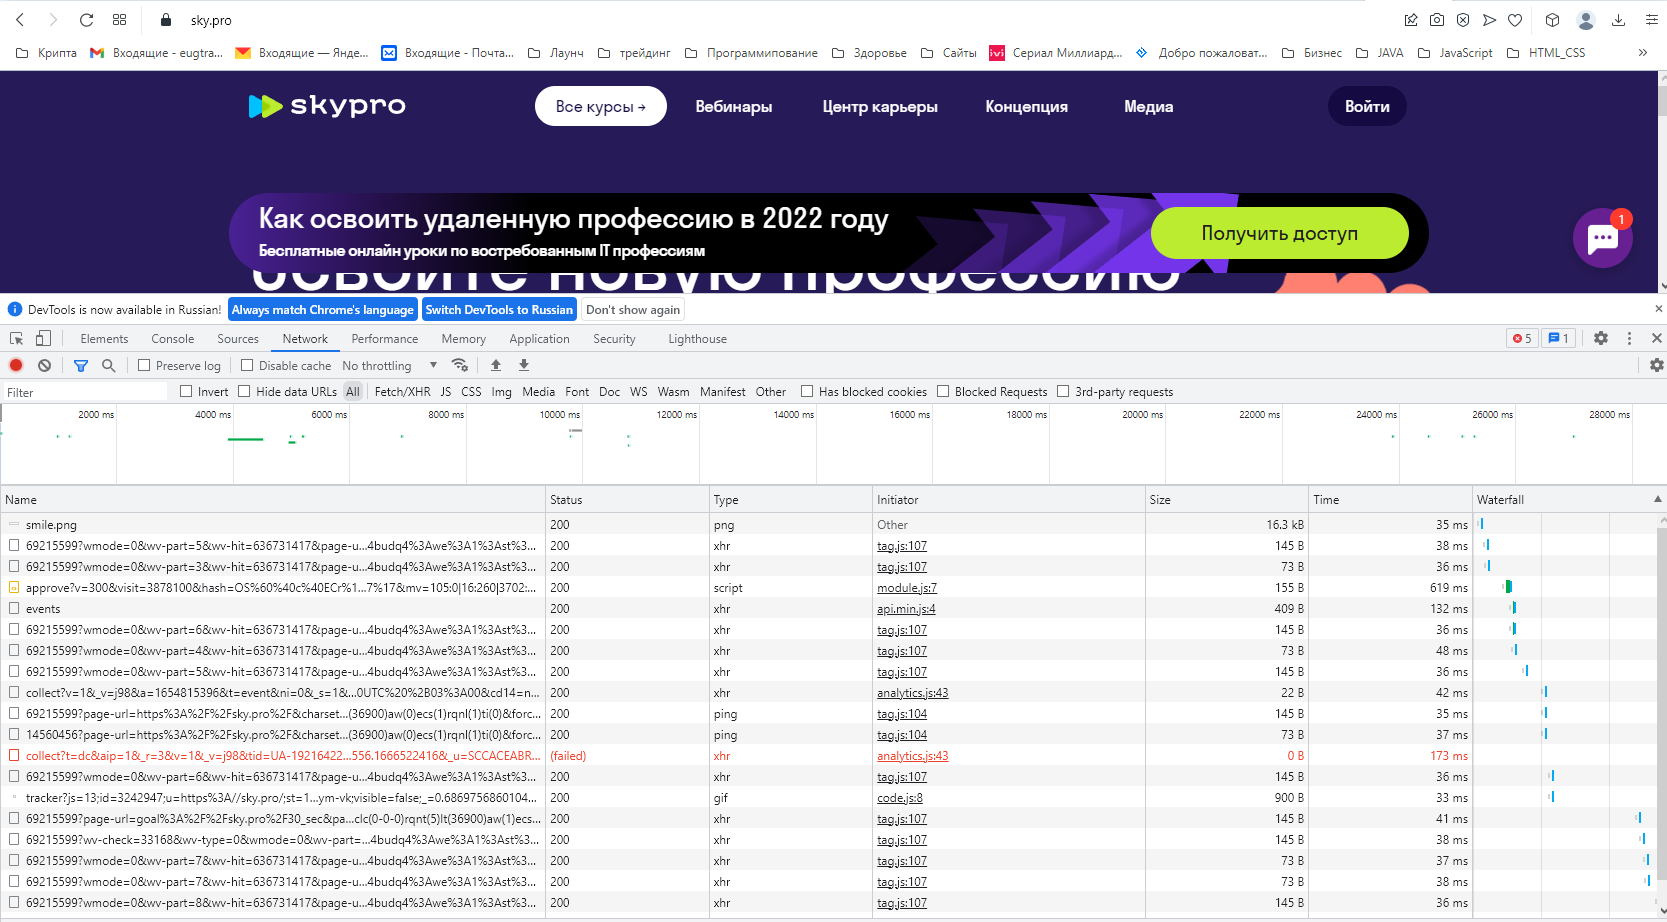 sky.pro
Крипта
Входящие - eugtra...
Входящие — Янде...
Входящие - Почта...
Лаунч
трейдинг
Программипование
Здоровье
Сайты
ivi
Сериал Миллиард...
Добро пожаловат...
Бизнес
JAVA
JavaScript
HTML_CSS
»
skypro
Все курсы →
Вебинары
Центр карьеры
Концепция
Медиа
Войти
Как освоить удаленную профессию в 2022 году
Бесплатные онлайн уроки по востребованным IT профессиям
Получить доступ
1
освойте новую профессию
DevTools is now available in Russian!
Always match Chrome's language
Switch DevTools to Russian
Don't show again
Elements
Console
Sources
Network
Performance
Memory
Application
Security
Lighthouse
5
1
Preserve log
Disable cache
No throttling
Filter
Invert
Hide data URLs
All
Fetch/XHR
JS
CSS
Img
Media
Font
Doc
WS
Wasm
Manifest
Other
Has blocked cookies
Blocked Requests
3rd-party requests
2000 ms
4000 ms
6000 ms
8000 ms
10000 ms
12000 ms
14000 ms
16000 ms
18000 ms
20000 ms
22000 ms
24000 ms
26000 ms
28000 ms
Name Status Type Initiator Size Time Waterfall
smile.png 200 png Other 16.3 kB 35 ms
69215599?wmode=0&wv-part=5&wv-hit=636731417&page-u...4budq4%3Awe%3A1%3Ast%3... 200 xhr tag.js:107 145 B 38 ms
69215599?wmode=0&wv-part=3&wv-hit=636731417&page-u...4budq4%3Awe%3A1%3Ast%3... 200 xhr tag.js:107 73 B 36 ms
approve?v=300&visit=3878100&hash=OS%60%40c%40ECr%1...7%17&mv=105:0|16:260|3702:... 200 script module.js:7 155 B 619 ms
events 200 xhr api.min.js:4 409 B 132 ms
69215599?wmode=0&wv-part=6&wv-hit=636731417&page-u...4budq4%3Awe%3A1%3Ast%3... 200 xhr tag.js:107 145 B 36 ms
69215599?wmode=0&wv-part=4&wv-hit=636731417&page-u...4budq4%3Awe%3A1%3Ast%3... 200 xhr tag.js:107 73 B 48 ms
69215599?wmode=0&wv-part=5&wv-hit=636731417&page-u...4budq4%3Awe%3A1%3Ast%3... 200 xhr tag.js:107 145 B 36 ms
collect?v=1&_v=j98&a=1654815396&t=event&ni=0&_s=1&...0UTC%20%2B03%3A00&cd14=n... 200 xhr analytics.js:43 22 B 42 ms
69215599?page-url=https%3A%2F%2Fsky.pro%2F&charset...(36900)aw(0)ecs(1)rqnl(1)ti(0)&forc... 200 ping tag.js:104 145 B 35 ms
14560456?page-url=https%3A%2F%2Fsky.pro%2F&charset...(36900)aw(0)ecs(1)rqnl(1)ti(0)&forc... 200 ping tag.js:104 73 B 37 ms
collect?t=dc&aip=1&_r=3&v=1&_v=j98&tid=UA-19216422...556.1666522416&_u=SCCACEABR... (failed) xhr analytics.js:43 0 B 173 ms
69215599?wmode=0&wv-part=6&wv-hit=636731417&page-u...4budq4%3Awe%3A1%3Ast%3... 200 xhr tag.js:107 145 B 36 ms
tracker?js=13;id=3242947;u=https%3A//sky.pro/;st=1...ym-vk;visible=false;_=0.6869756860104... 200 gif code.js:8 900 B 33 ms
69215599?page-url=goal%3A%2F%2Fsky.pro%2F30_sec&pa...clc(0-0-0)rqnt(5)lt(36900)aw(1)ecs... 200 xhr tag.js:107 145 B 41 ms
69215599?wv-check=33168&wv-type=0&wmode=0&wv-part=...4budq4%3Awe%3A1%3Ast%3... 200 xhr tag.js:107 145 B 38 ms
69215599?wmode=0&wv-part=7&wv-hit=636731417&page-u...4budq4%3Awe%3A1%3Ast%3... 200 xhr tag.js:107 73 B 37 ms
69215599?wmode=0&wv-part=7&wv-hit=636731417&page-u...4budq4%3Awe%3A1%3Ast%3... 200 xhr tag.js:107 73 B 38 ms
69215599?wmode=0&wv-part=8&wv-hit=636731417&page-u...4budq4%3Awe%3A1%3Ast%3... 200 xhr tag.js:107 145 B 36 ms